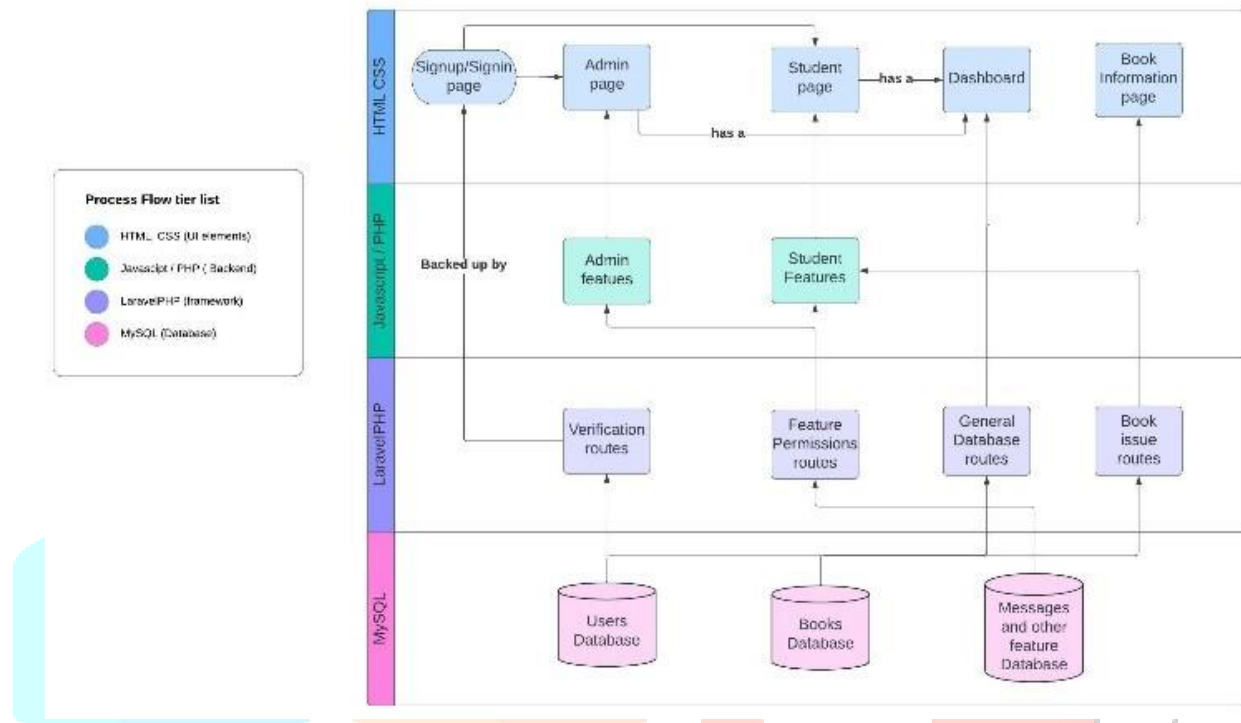 HTML CSS
Signup/Signin
page
Admin
page
Student
page
has a
Dashboard
Book
Information
page
has a
Process Flow tier list
HTML, CSS (UI elements)
Javascipt / PHP ( Backend)
LaravelPHP (framework)
MySQL (Database)
Javascript / PHP
Backed up by
Admin
featues
Student
Features
LaravelPHP
Verification
routes
Feature
Permissions
routes
General
Database
routes
Book
issue
routes
MySQL
Users
Database
Books
Database
Messages
and other
feature
Database